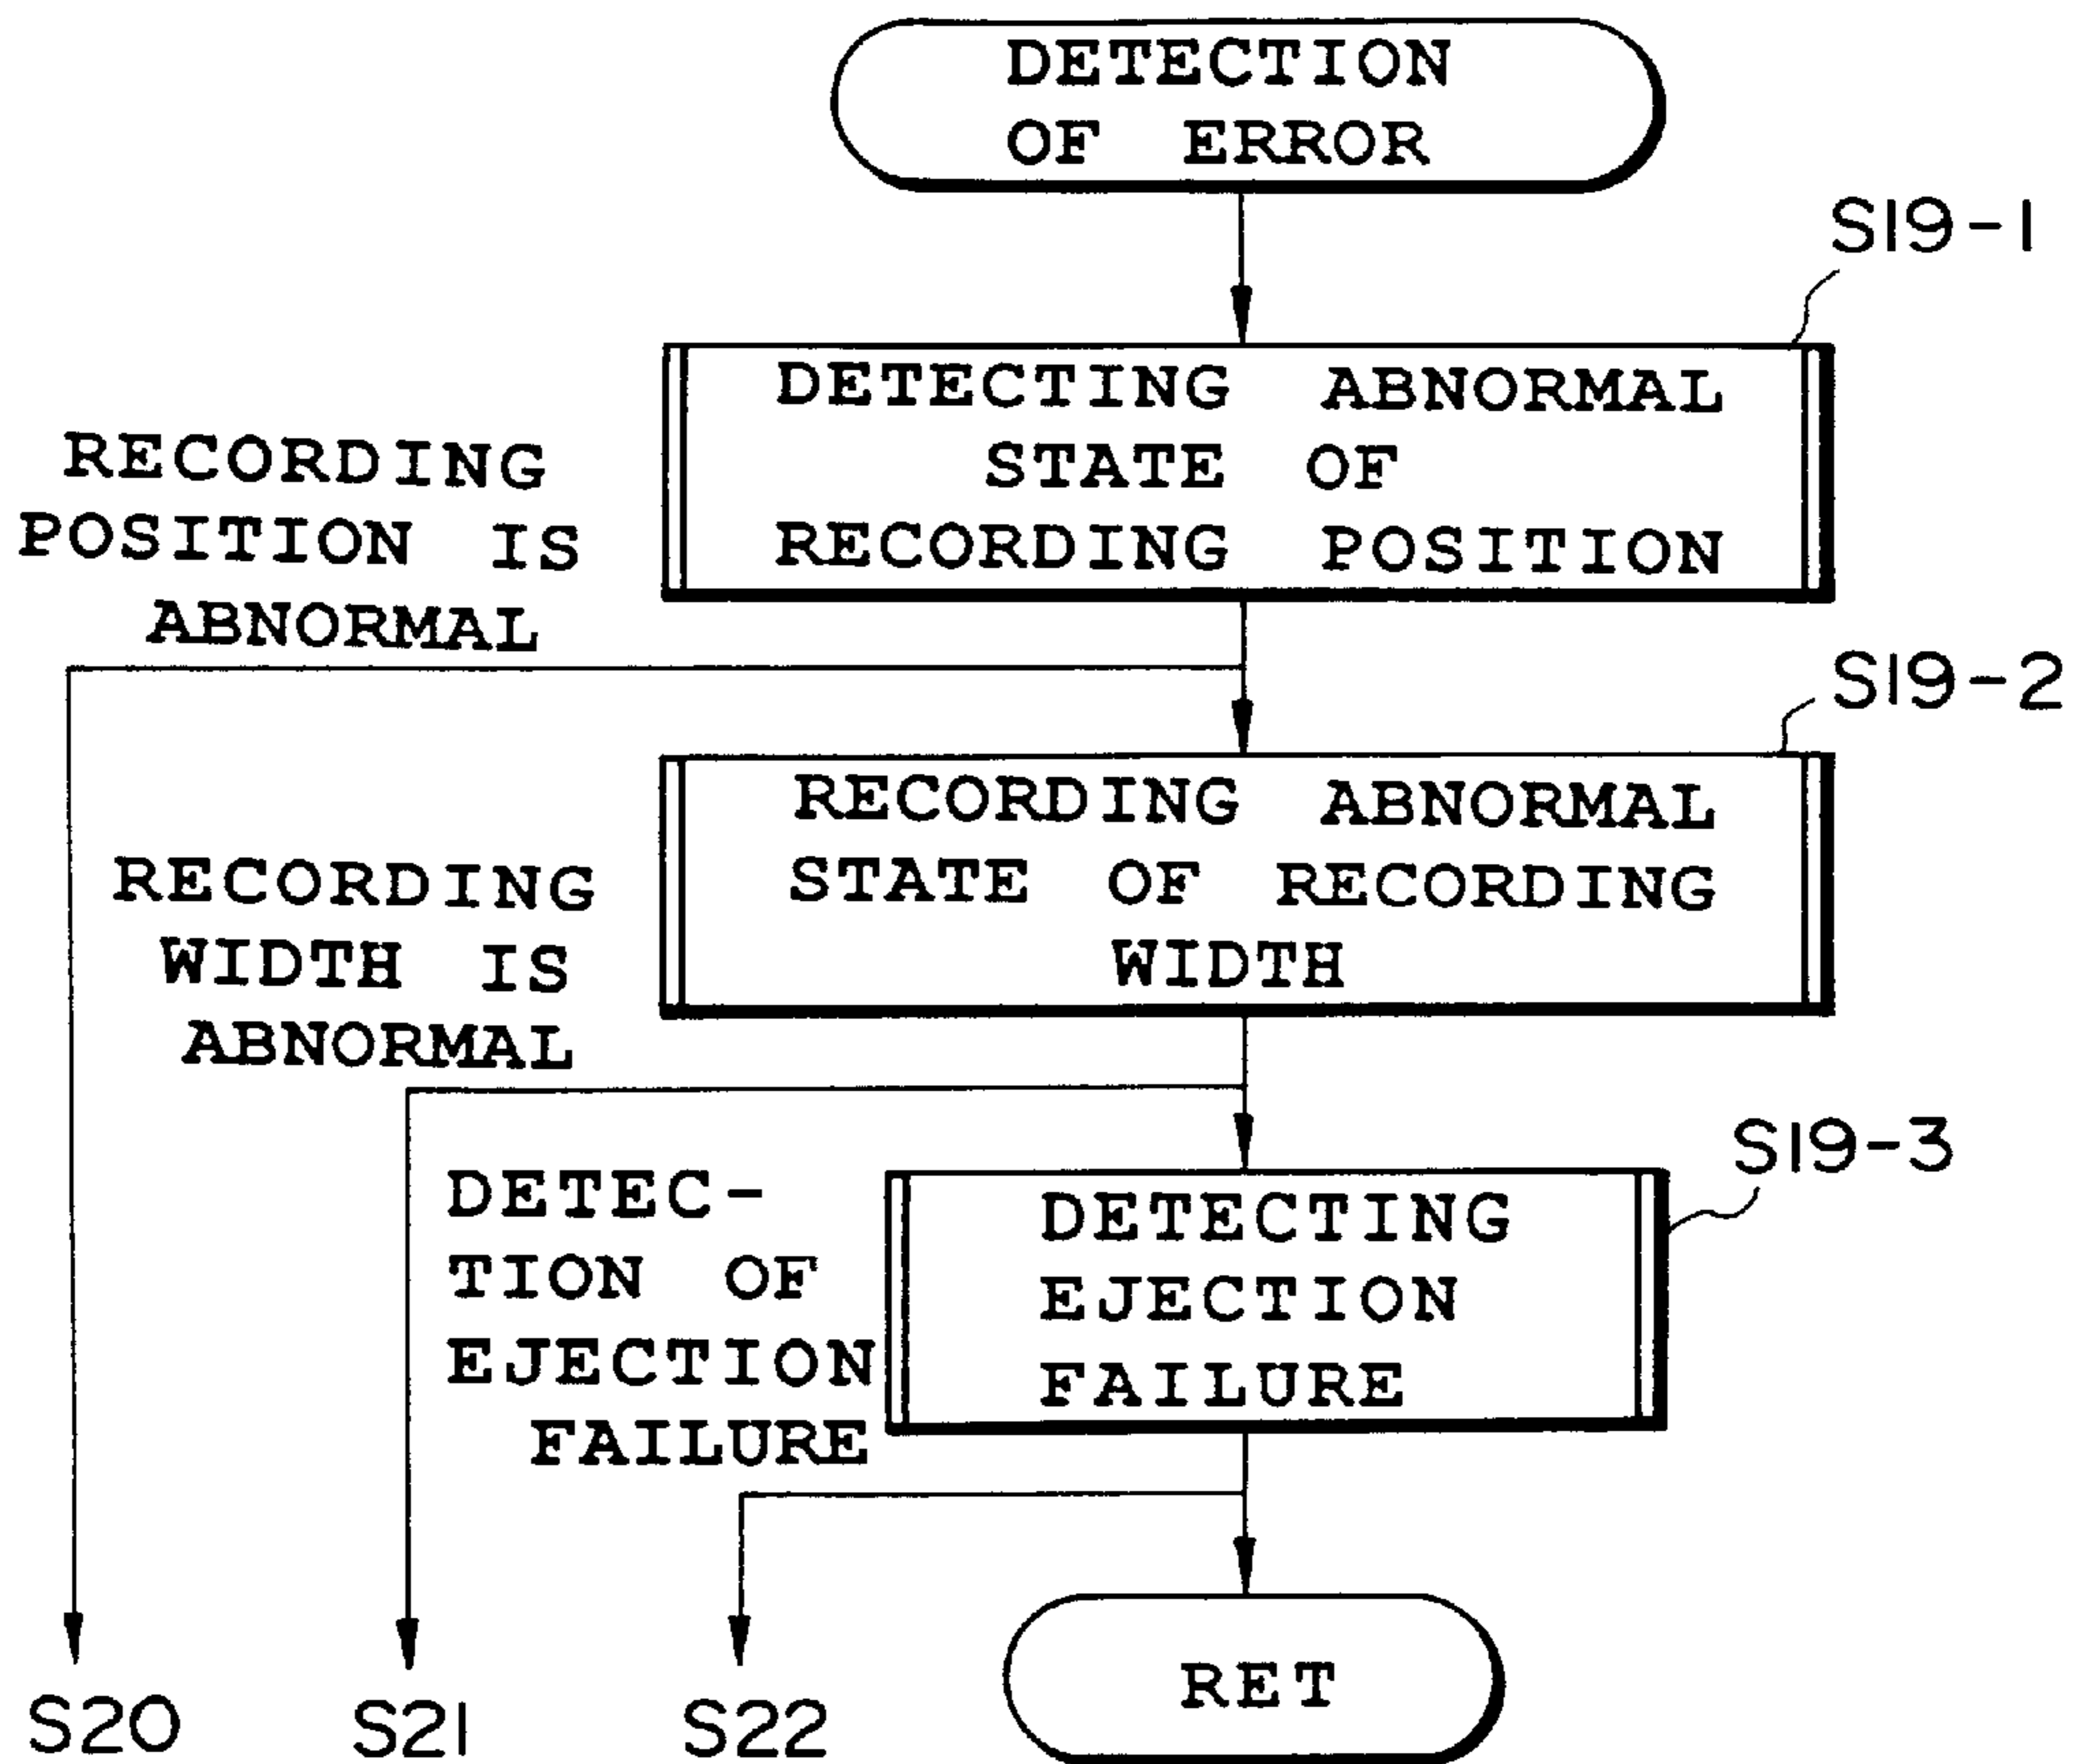 DETECTION
OF ERROR
S19-1
DETECTING ABNORMAL
STATE OF
RECORDING POSITION
RECORDING
POSITION IS
ABNORMAL
S19-2
RECORDING ABNORMAL
STATE OF RECORDING
WIDTH
RECORDING
WIDTH IS
ABNORMAL
S19-3
DETECTING
EJECTION
FAILURE
DETEC-
TION OF
EJECTION
FAILURE
S20
S21
S22
RET